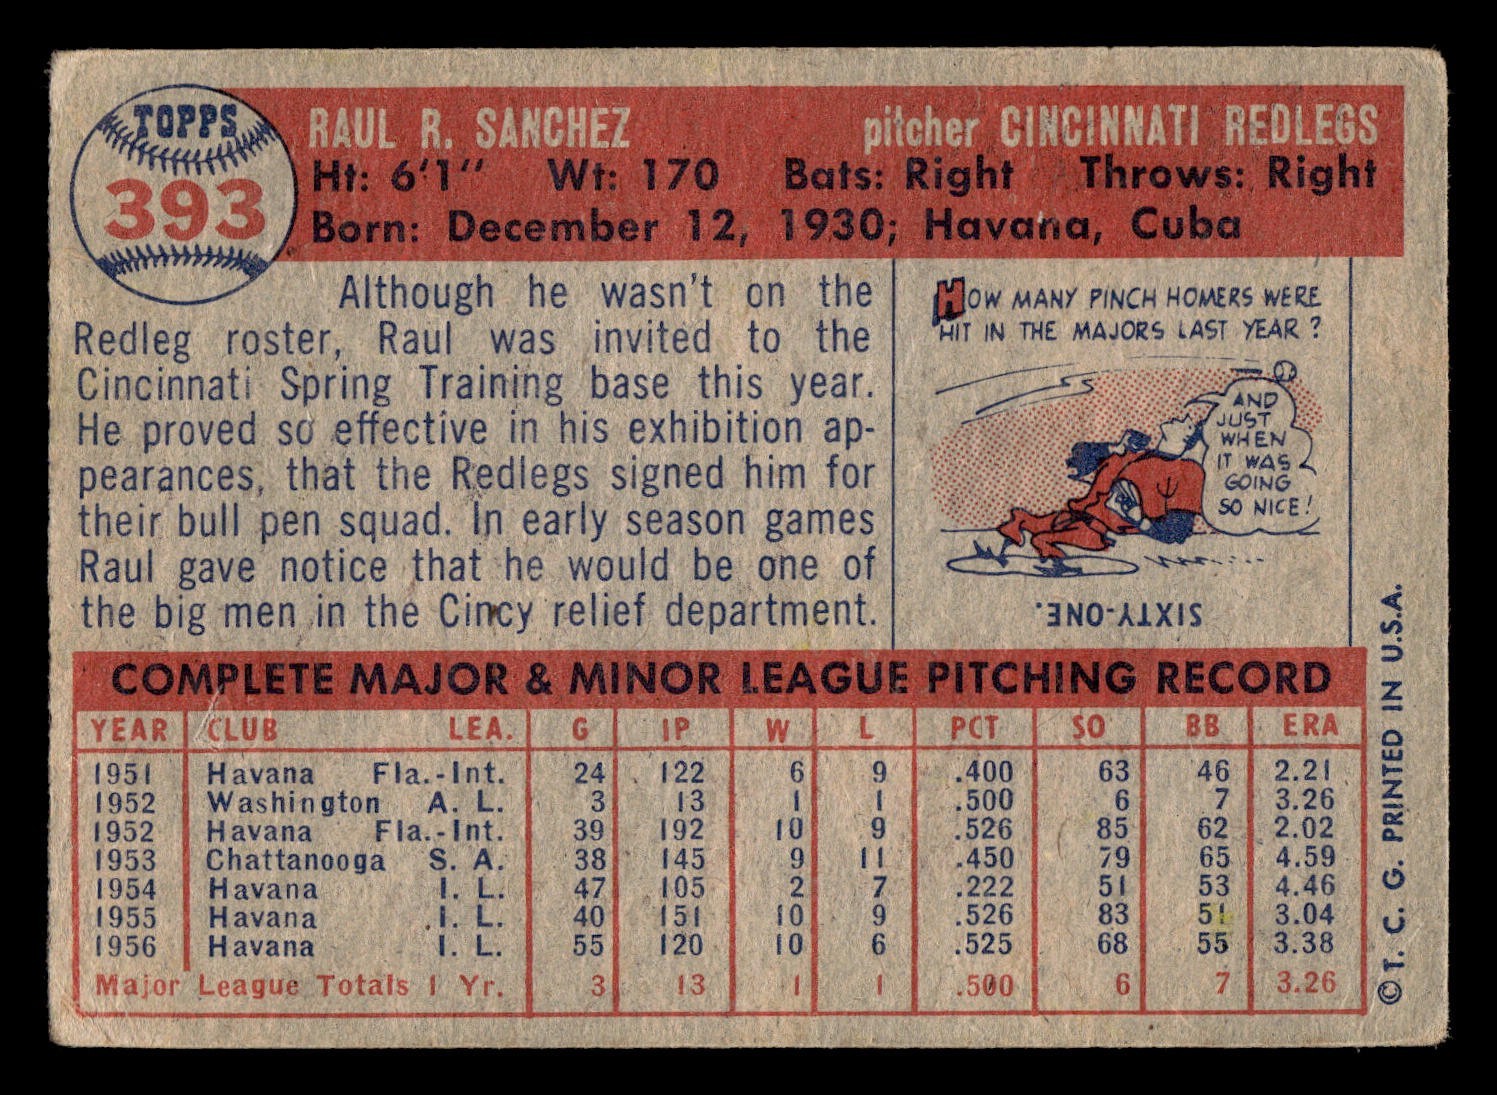 TOPPS
393
RAUL R. SANCHEZ pitcher CINCINNATI REDLEGS
Ht: 6'1" Wt: 170 Bats: Right Throws: Right
Born: December 12, 1930; Havana, Cuba
Although he wasn't on the
Redleg roster, Raul was invited to the
Cincinnati Spring Training base this year.
He proved so effective in his exhibition ap-
pearances, that the Redlegs signed him for
their bull pen squad. In early season games
Raul gave notice that he would be one of
the big men in the Cincy relief department.
HOW MANY PINCH HOMERS WERE
HIT IN THE MAJORS LAST YEAR?
AND
JUST
WHEN
IT WAS
GOING
SO NICE!
SIXTY-ONE.
COMPLETE MAJOR & MINOR LEAGUE PITCHING RECORD
YEAR CLUB LEA. G IP W L PCT SO BB ERA
1951 Havana Fla.-Int. 24 122 6 9 .400 63 46 2.21
1952 Washington A. L. 3 13 1 1 .500 6 7 3.26
1952 Havana Fla.-Int. 39 192 10 9 .526 85 62 2.02
1953 Chattanooga S. A. 38 145 9 11 .450 79 65 4.59
1954 Havana I. L. 47 105 2 7 .222 51 53 4.46
1955 Havana I. L. 40 151 10 9 .526 83 51 3.04
1956 Havana I. L. 55 120 10 6 .525 68 55 3.38
Major League Totals 1 Yr. 3 13 1 1 .500 6 7 3.26
© T. C. G. PRINTED IN U.S.A.